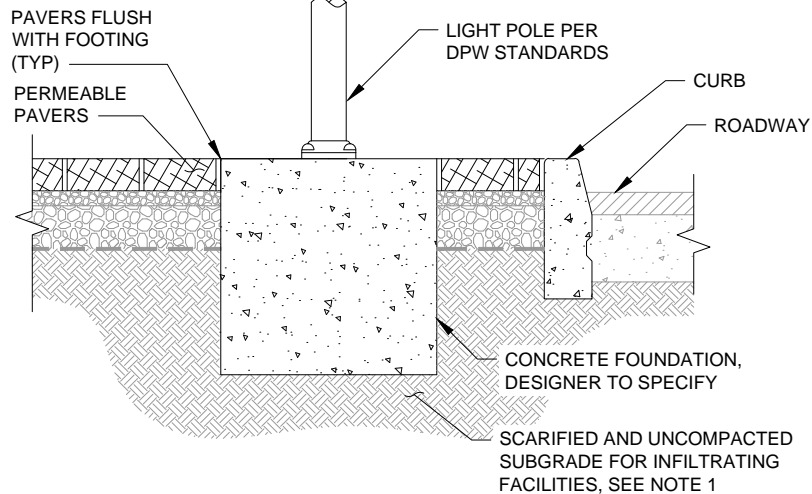 PAVERS FLUSH
WITH FOOTING
(TYP)
PERMEABLE
PAVERS
LIGHT POLE PER
DPW STANDARDS
CURB
ROADWAY
CONCRETE FOUNDATION,
DESIGNER TO SPECIFY
SCARIFIED AND UNCOMPACTED
SUBGRADE FOR INFILTRATING
FACILITIES, SEE NOTE 1